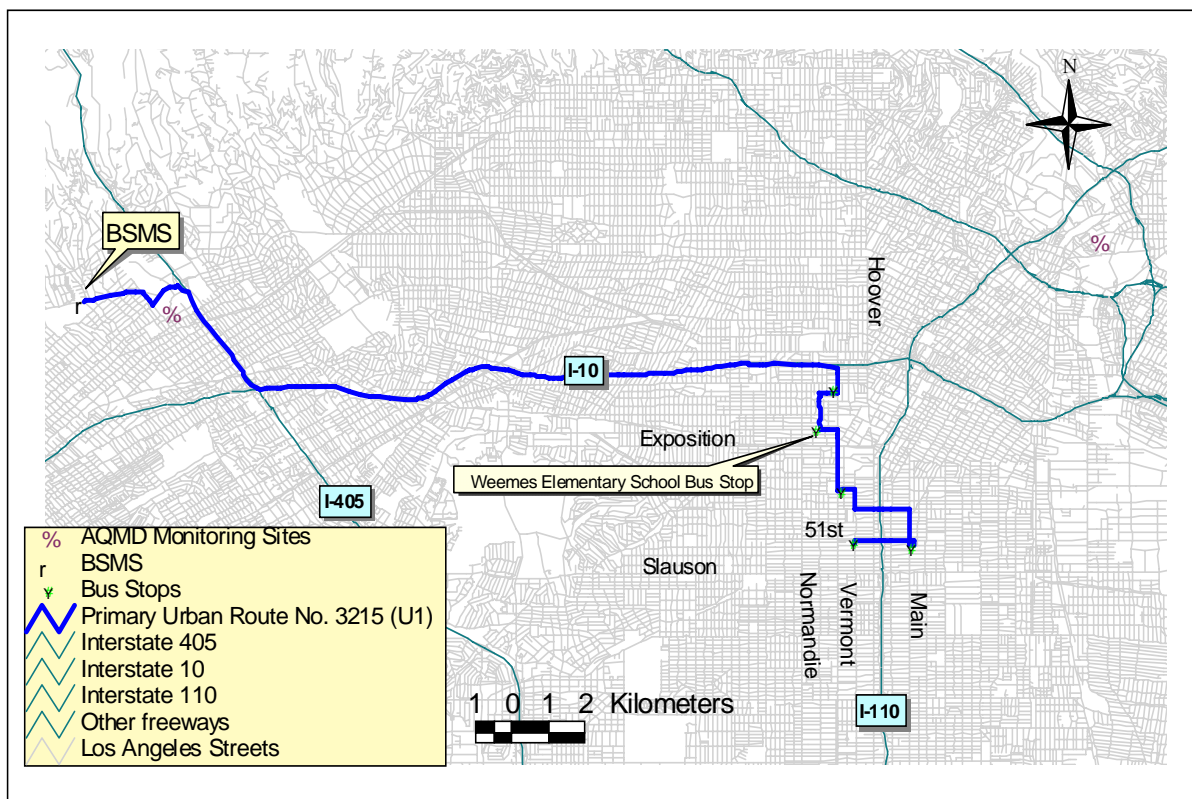 N
BSMS
r
%
%
Hoover
I-10
Exposition
Weemes Elementary School Bus Stop
I-405
51st
Slauson
Normandie
Vermont
Main
I-110
% AQMD Monitoring Sites
r BSMS
Bus Stops
Primary Urban Route No. 3215 (U1)
Interstate 405
Interstate 10
Interstate 110
Other freeways
Los Angeles Streets
1 0 1 2 Kilometers